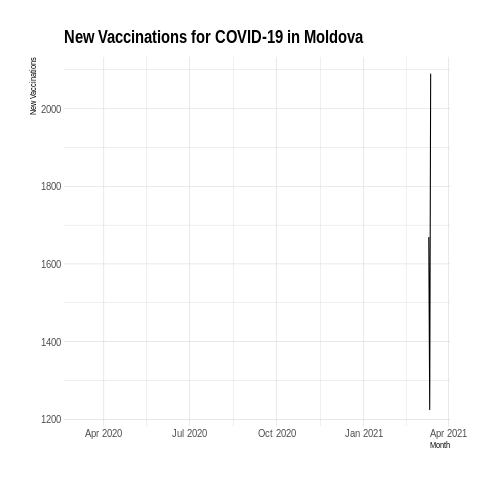 New Vaccinations for COVID-19 in Moldova
New Vaccinations
2000
1800
1600
1400
1200
Apr 2020 Jul 2020 Oct 2020 Jan 2021 Apr 2021
Month